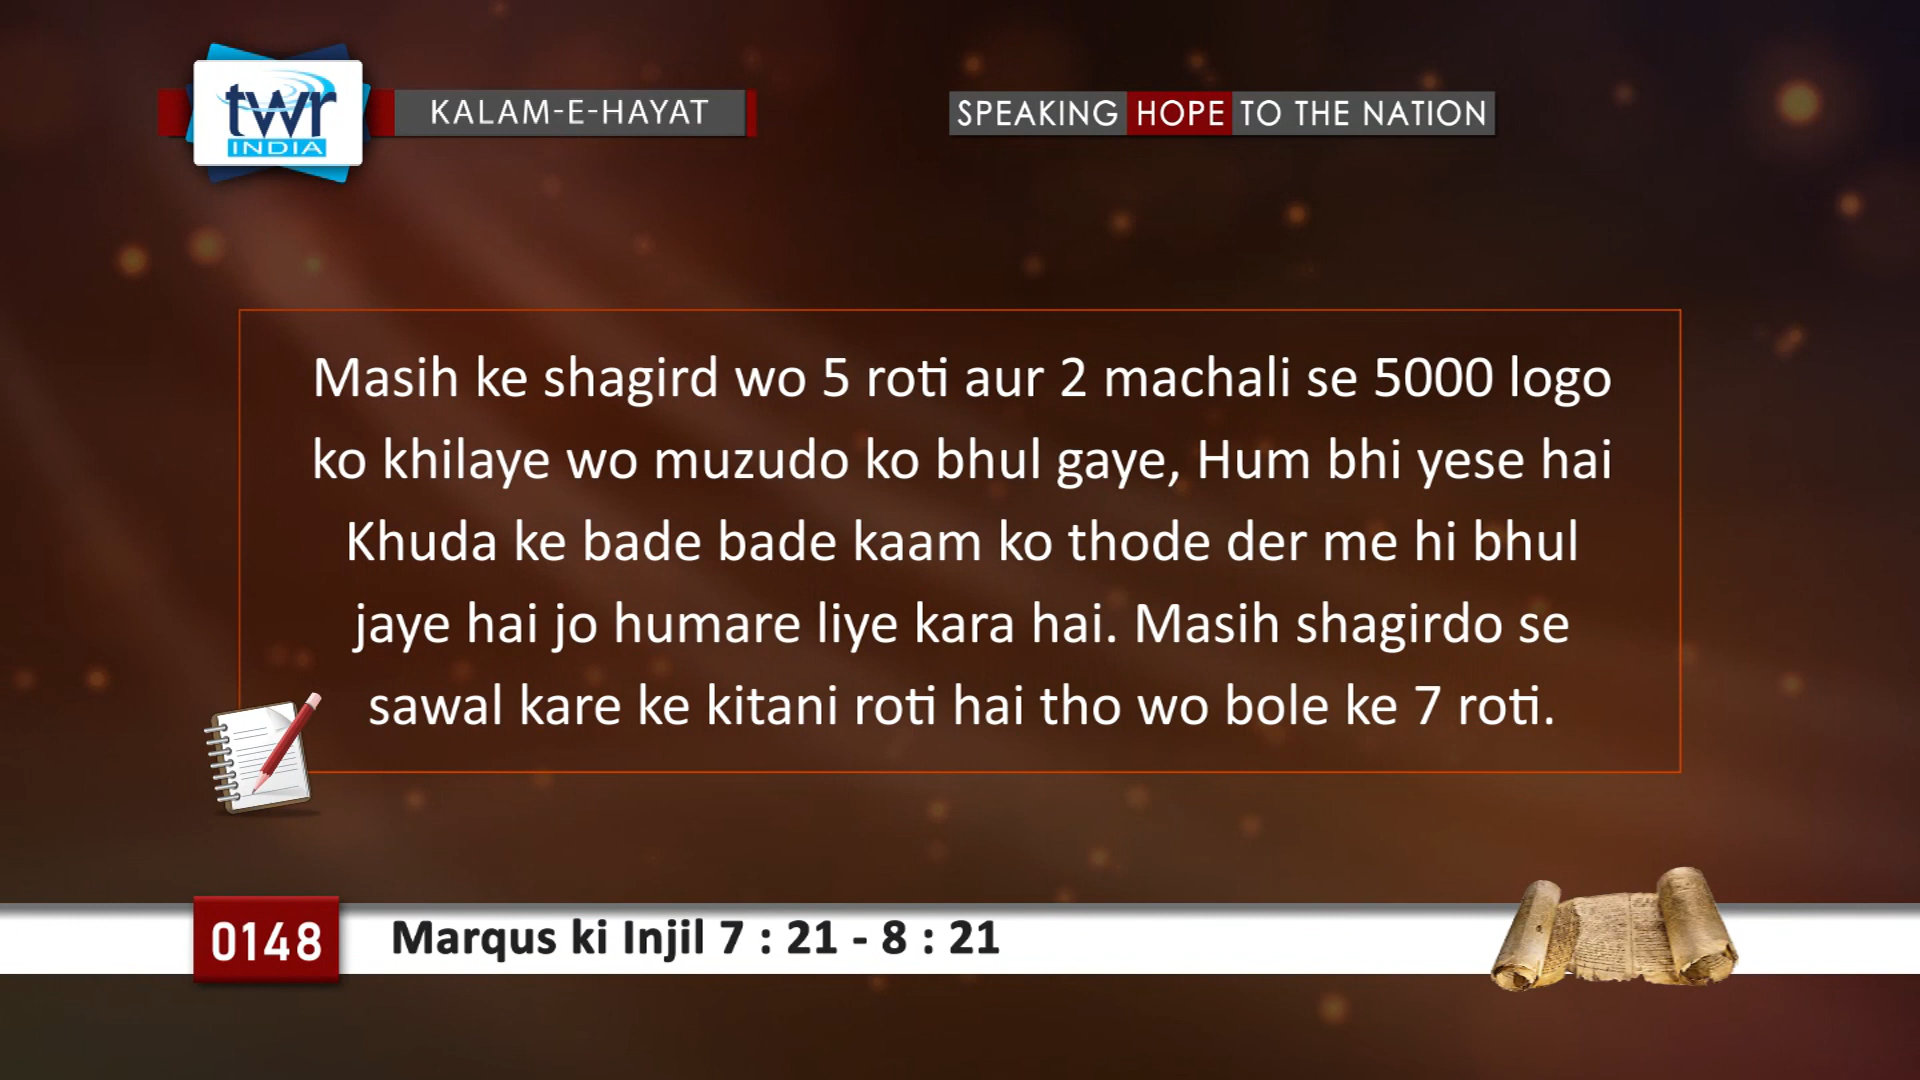 twr
INDIA
KALAM-E-HAYAT
SPEAKING HOPE TO THE NATION
Masih ke shagird wo 5 roti aur 2 machali se 5000 logo
ko khilaye wo muzudo ko bhul gaye, Hum bhi yese hai
Khuda ke bade bade kaam ko thode der me hi bhul
jaye hai jo humare liye kara hai. Masih shagirdo se
sawal kare ke kitani roti hai tho wo bole ke 7 roti.
0148
Marqus ki Injil 7 : 21 - 8 : 21